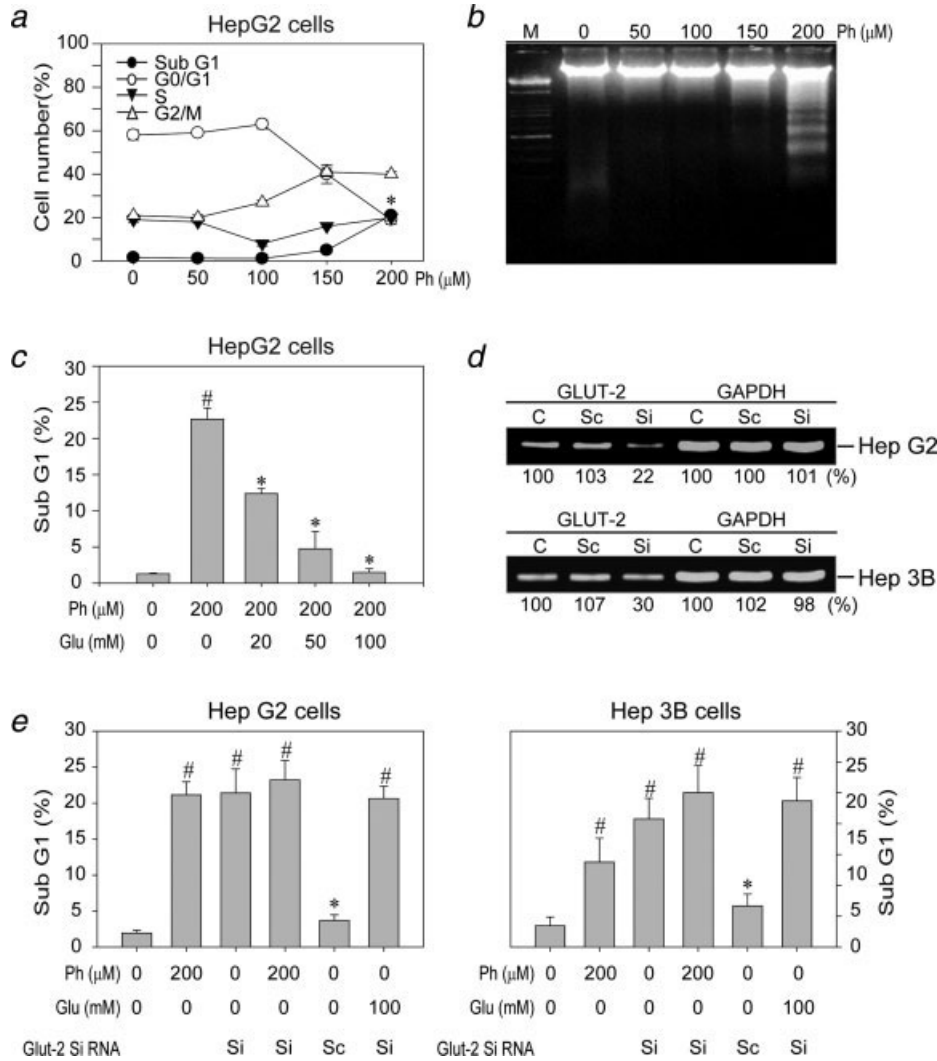 a
HepG2 cells
Cell number(%)
100
80
60
40
20
0
Sub G1
G0/G1
S
G2/M
*
0 50 100 150 200 Ph (μM)
b
M 0 50 100 150 200 Ph (μM)
c
HepG2 cells
Sub G1 (%)
30
25
20
15
10
5
0
# * * *
Ph (μM) 0 200 200 200 200
Glu (mM) 0 0 20 50 100
d
GLUT-2 GAPDH
C Sc Si C Sc Si
Hep G2
100 103 22 100 100 101 (%)
GLUT-2 GAPDH
C Sc Si C Sc Si
Hep 3B
100 107 30 100 102 98 (%)
e
Hep G2 cells
Sub G1 (%)
30
25
20
15
10
5
0
# # # * #
Ph (μM) 0 200 0 200 0 0
Glu (mM) 0 0 0 0 0 100
Glut-2 Si RNA Si Si Sc Si
Hep 3B cells
30
25
20
15
10
5
0
Sub G1 (%)
# # # * #
Ph (μM) 0 200 0 200 0 0
Glu (mM) 0 0 0 0 0 100
Si Si Sc Si